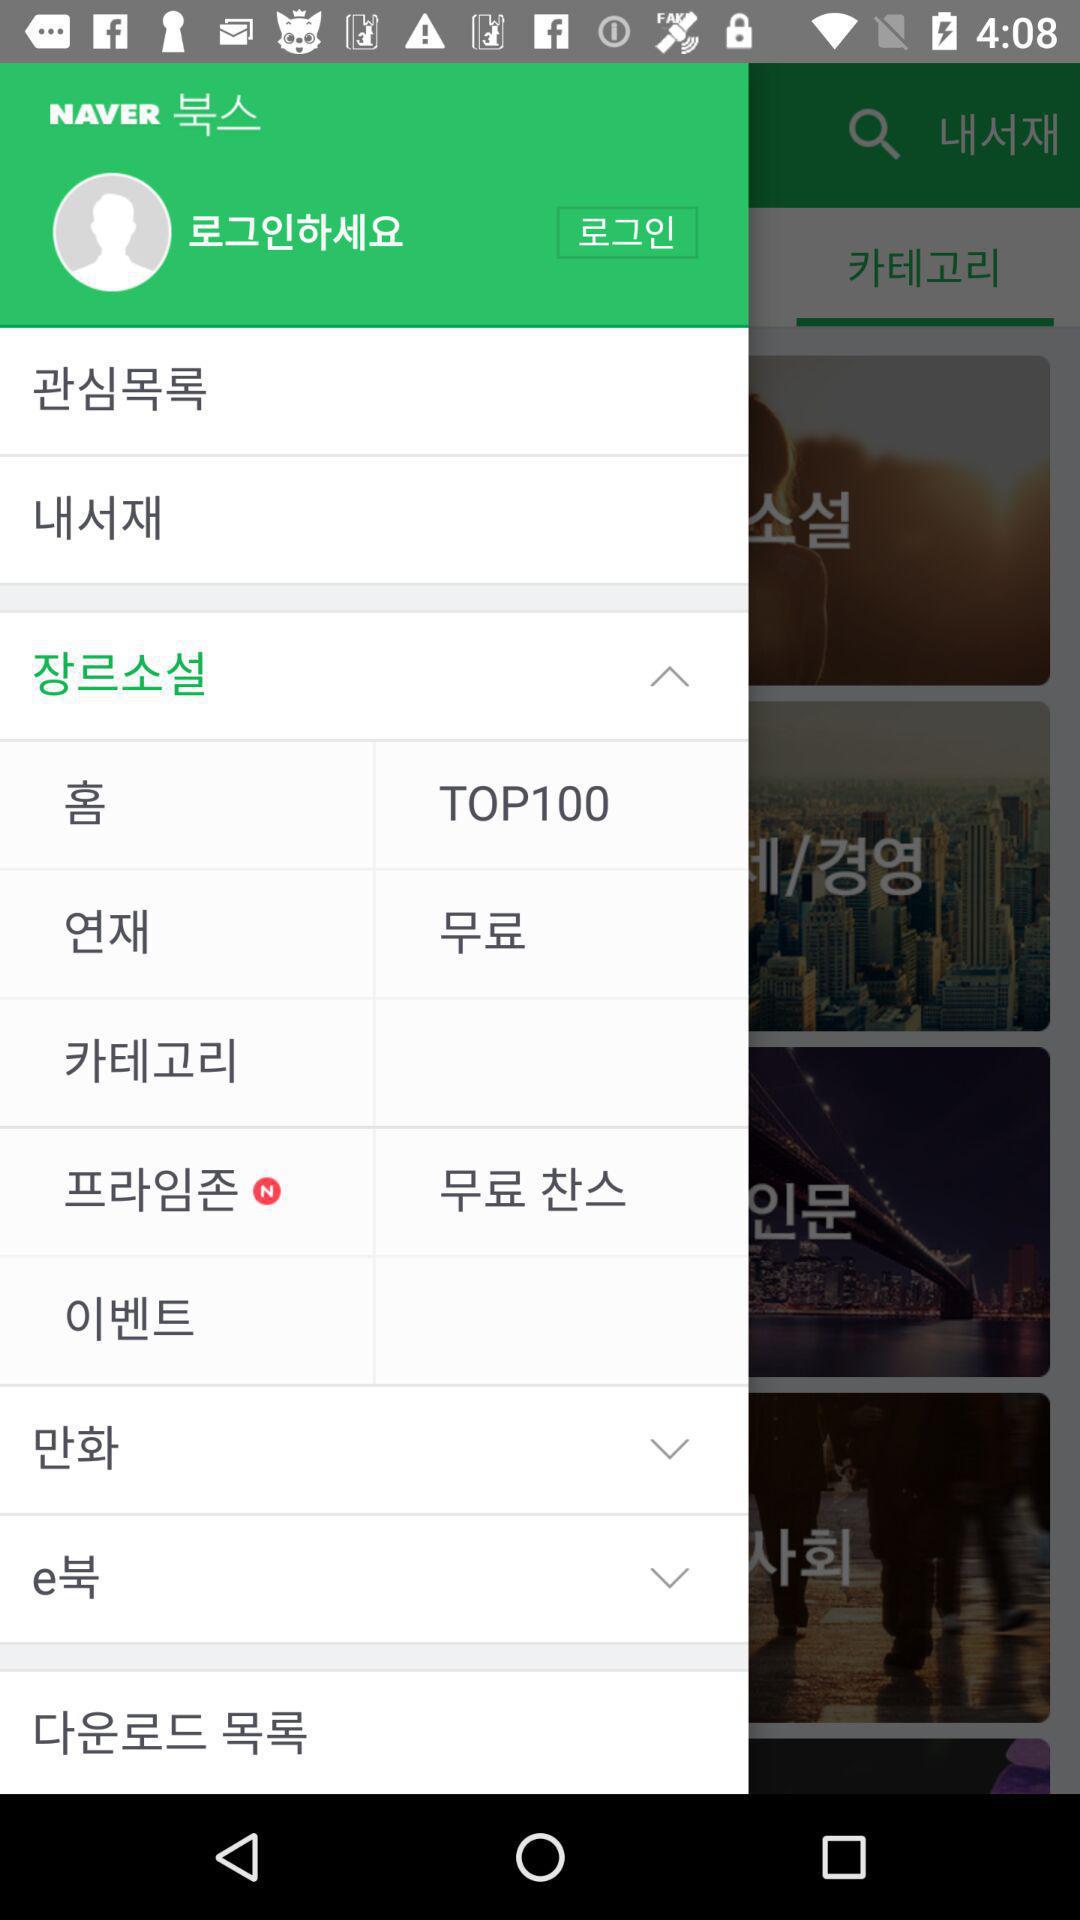 4:08
NAVER 북스
내서재
로그인하세요
로그인
카테고리
관심목록
내서재
소설
장르소설
홈
TOP100
제/경영
연재
무료
카테고리
프라임존 N
무료 찬스
인문
이벤트
만화
e북
사회
다운로드 목록